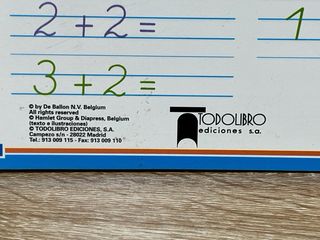 2 + 2 =
1
3 + 2 =
© by De Ballon N.V. Belgium
All rights reserved
© Hamlet Group & Diapress, Belgium
(texto e ilustraciones)
© TODOLIBRO EDICIONES, S.A.
Campezo s/n - 28022 Madrid
Tel.: 913 009 115 - Fax: 913 009 110
TODOLIBRO
ediciones s.a.